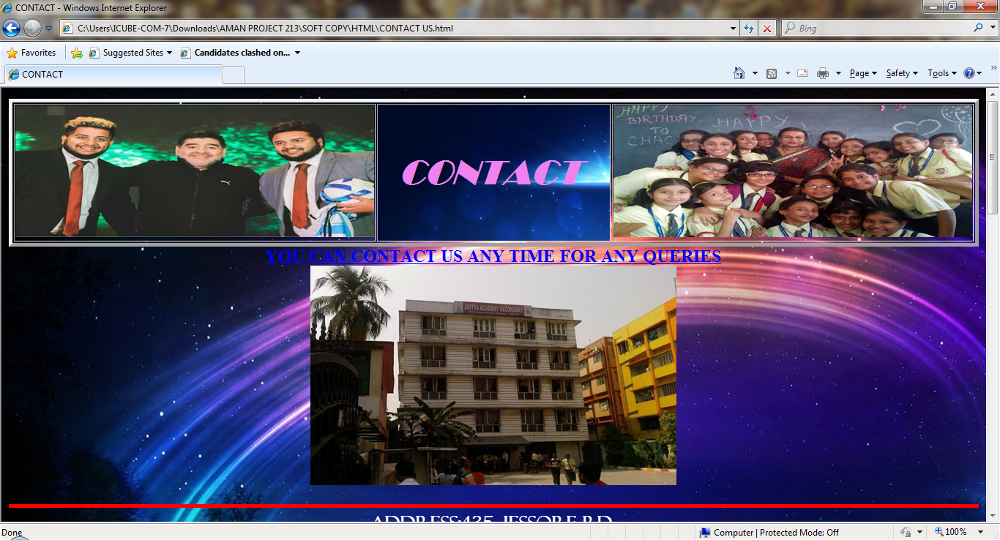 CONTACT - Windows Internet Explorer
C:\Users\ICUBE-COM-7\Downloads\AMAN PROJECT 213\SOFT COPY\HTML\CONTACT US.html
Bing
Favorites
Suggested Sites
Candidates clashed on...
CONTACT
Page
Safety
Tools
HAPPY
BIRTHDAY
TO
HAPPY
CONTACT
YOU CAN CONTACT US ANY TIME FOR ANY QUERIES
ADITYA ACADEMY SECONDARY
ADDRESS:435, JESSORE RD
Done
Computer | Protected Mode: Off
100%